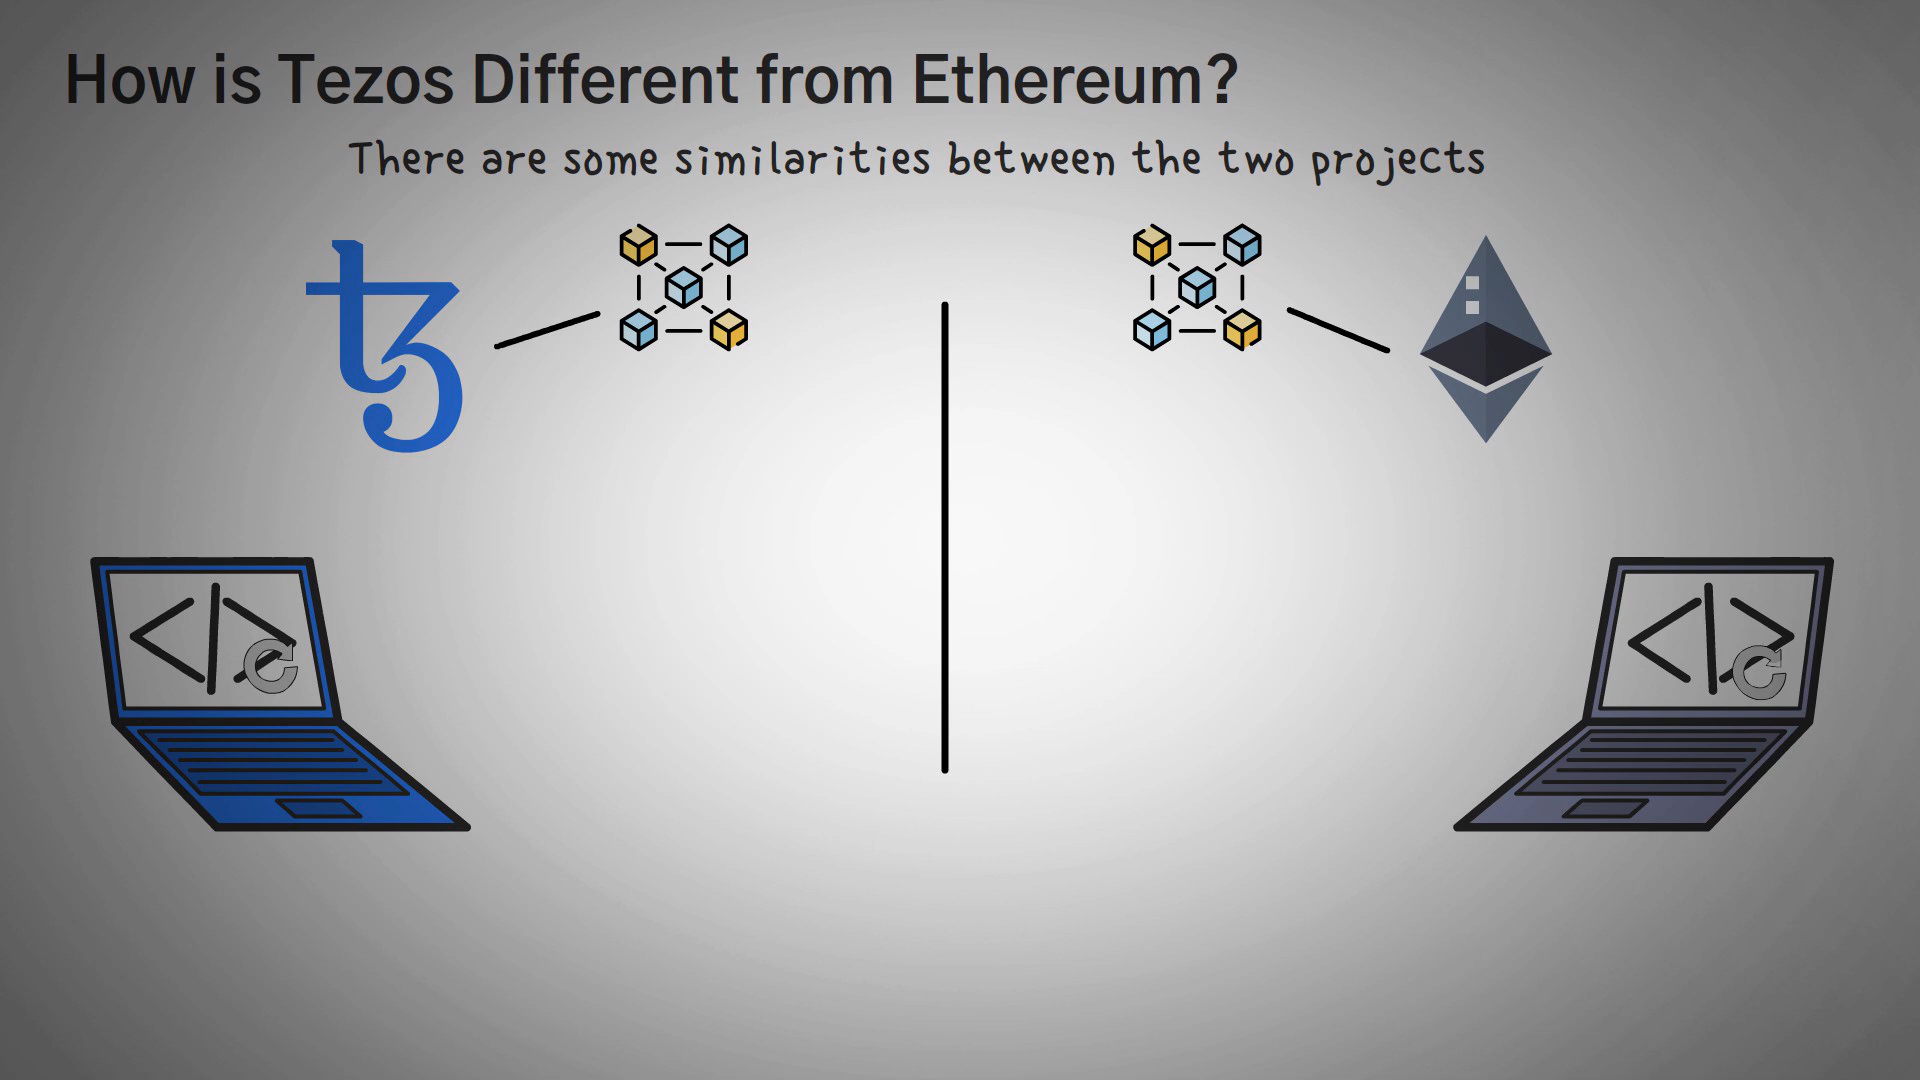 How is Tezos Different from Ethereum?
There are some similarities between the two projects